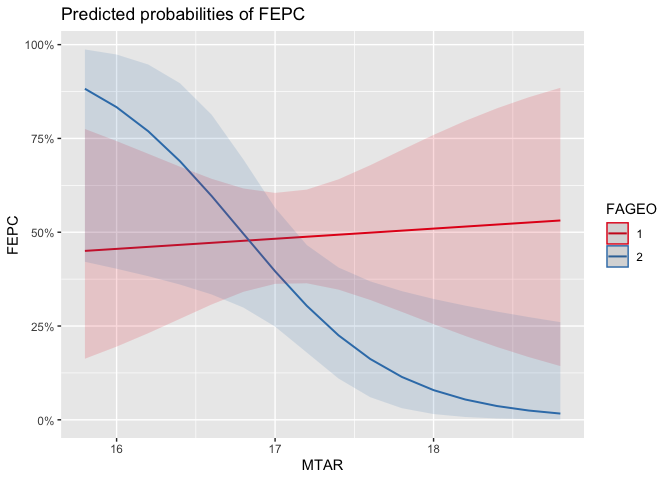 Predicted probabilities of FEPC
100%
75%
50%
25%
0%
FEPC
16
17
18
MTAR
FAGEO
1
2